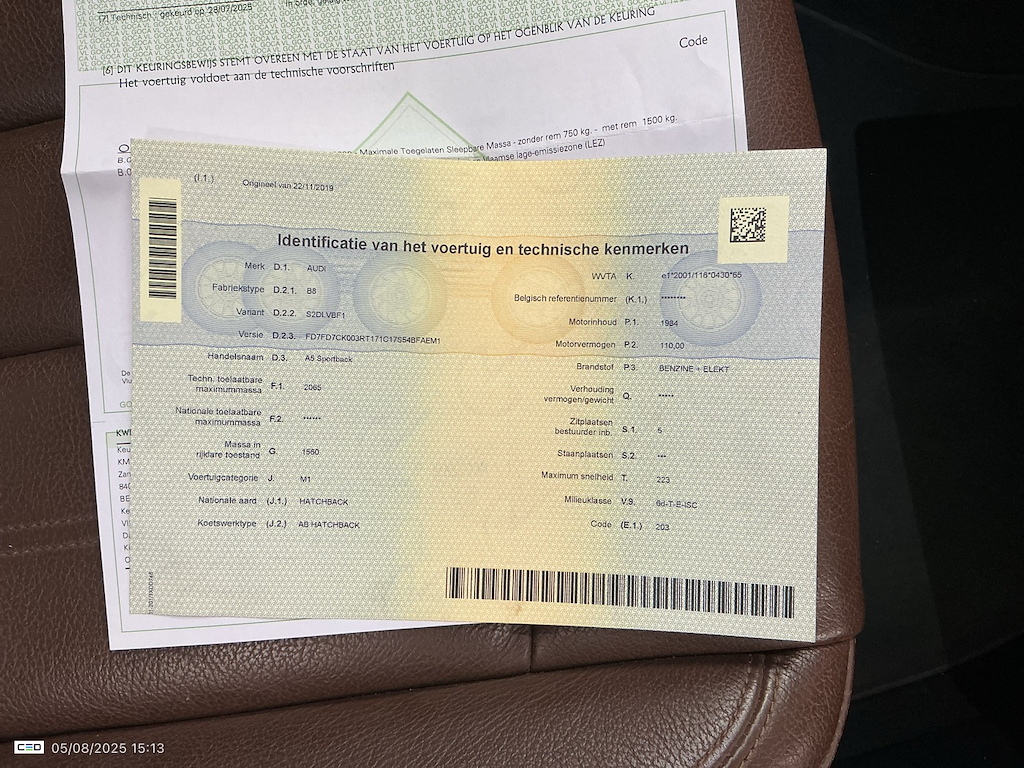 [7] Technisch : gekeurd op 28/07/2025
[6] DIT KEURINGSBEWIJS STEMT OVEREEN MET DE STAAT VAN HET VOERTUIG OP HET OGENBLIK VAN DE KEURING
Het voertuig voldoet aan de technische voorschriften
Code
Maximale Toegelaten Sleepbare Massa - zonder rem 750 kg. - met rem 1500 kg.
Vlaamse lage-emissiezone (LEZ)
(I.1.) Origineel van 22/11/2019
Identificatie van het voertuig en technische kenmerken
Merk D.1. AUDI
Fabriekstype D.2.1. B8
Variant D.2.2. S2DLVBF1
Versie D.2.3. FD7FD7CK003RT171C17S54BFAEM1
Handelsnaam D.3. A5 Sportback
Techn. toelaatbare
maximummassa F.1. 2065
Nationale toelaatbare
maximummassa F.2. ••••••
Massa in
rijklare toestand G. 1560
Voertuigcategorie J. M1
Nationale aard (J.1.) HATCHBACK
Koetswerktype (J.2.) AB HATCHBACK
WVTA K. e1*2001/116*0430*65
Belgisch referentienummer (K.1.) ••••••••
Motorinhoud P.1. 1984
Motorvermogen P.2. 110,00
Brandstof P.3. BENZINE + ELEKT
Verhouding
vermogen/gewicht Q. •••••
Zitplaatsen
bestuurder inb. S.1. 5
Staanplaatsen S.2. •••
Maximum snelheid T. 223
Milieuklasse V.9. 6d-T-E-ISC
Code (E.1.) 203
CEO 05/08/2025 15:13